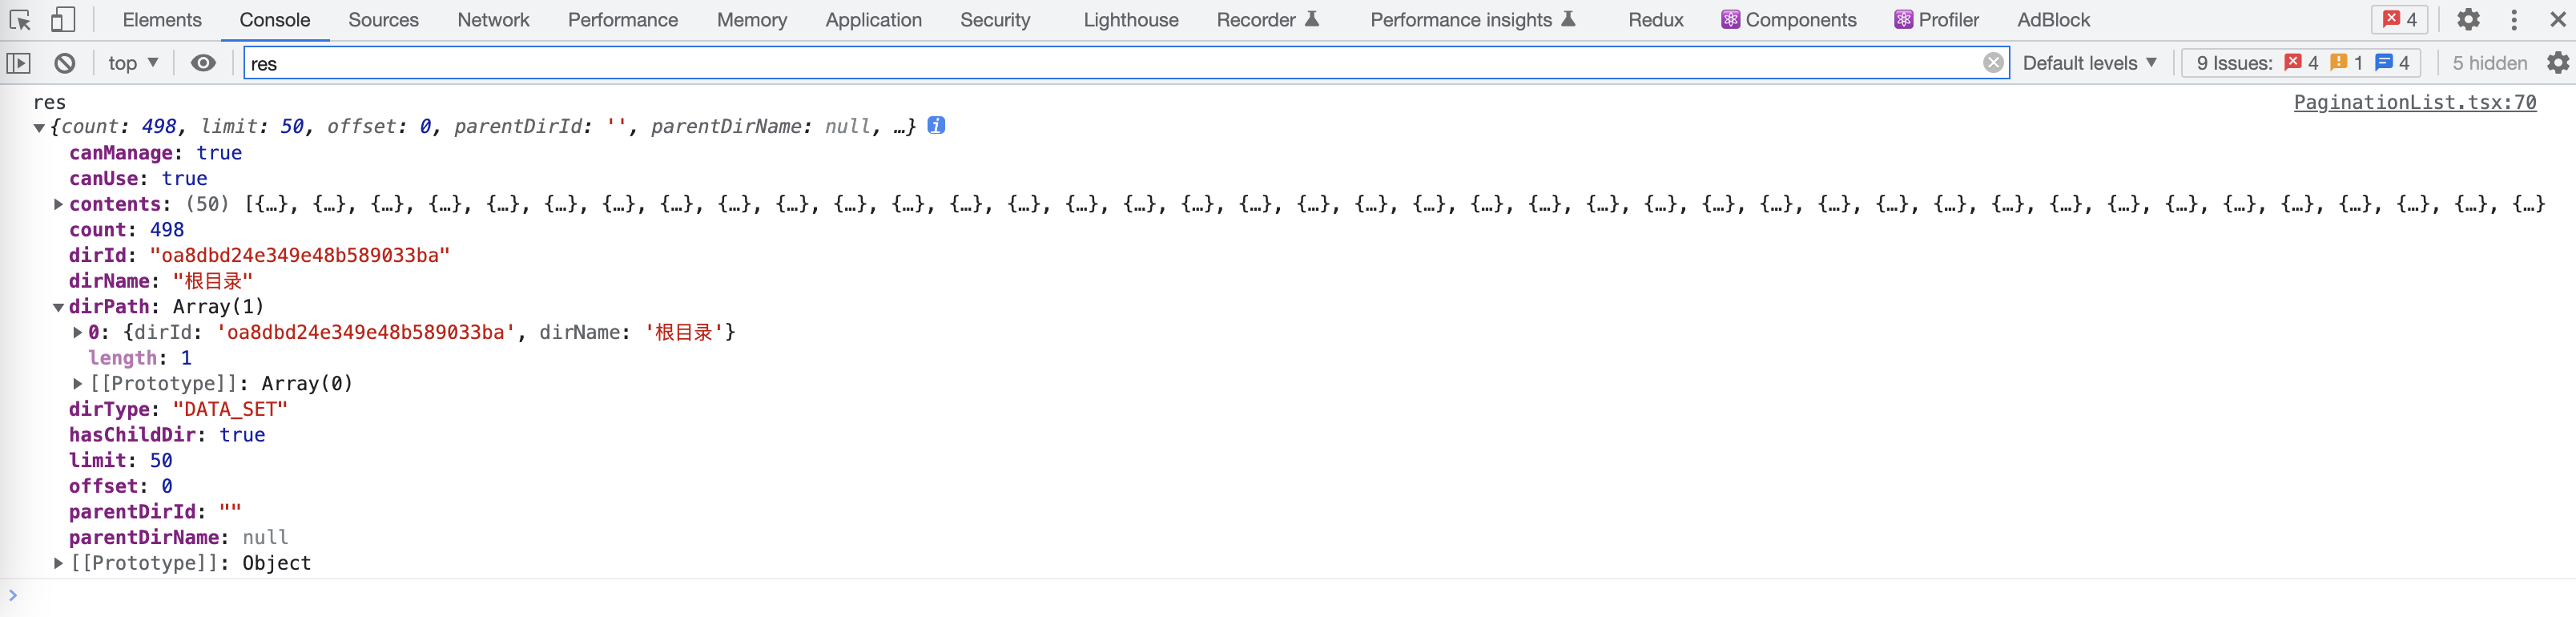 Elements Console Sources Network Performance Memory Application Security Lighthouse Recorder Performance insights Redux Components Profiler AdBlock 4
top ▼ res Default levels ▼ 9 Issues: 4 1 4 5 hidden
res PaginationList.tsx:70
▼{count: 498, limit: 50, offset: 0, parentDirId: '', parentDirName: null, …} i
canManage: true
canUse: true
▶contents: (50) [{…}, {…}, {…}, {…}, {…}, {…}, {…}, {…}, {…}, {…}, {…}, {…}, {…}, {…}, {…}, {…}, {…}, {…}, {…}, {…}, {…}, {…}, {…}, {…}, {…}, {…}, {…}, {…}, {…}, {…}, {…}, {…}, {…}, {…}, {…}, {…}, {…}, {…}, {…}, {…}
count: 498
dirId: "oa8dbd24e349e48b589033ba"
dirName: "根目录"
▼dirPath: Array(1)
▶0: {dirId: 'oa8dbd24e349e48b589033ba', dirName: '根目录'}
length: 1
▶[[Prototype]]: Array(0)
dirType: "DATA_SET"
hasChildDir: true
limit: 50
offset: 0
parentDirId: ""
parentDirName: null
▶[[Prototype]]: Object
>